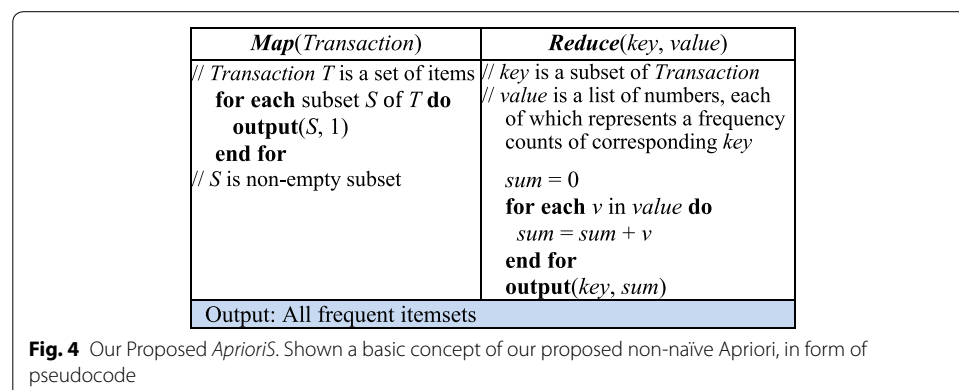 Map(Transaction)
// Transaction T is a set of items
for each subset S of T do
output(S, 1)
end for
// S is non-empty subset
Reduce(key, value)
// key is a subset of Transaction
// value is a list of numbers, each
of which represents a frequency
counts of corresponding key
sum = 0
for each v in value do
sum = sum + v
end for
output(key, sum)
Output: All frequent itemsets
Fig. 4 Our Proposed AprioriS. Shown a basic concept of our proposed non-naïve Apriori, in form of
pseudocode